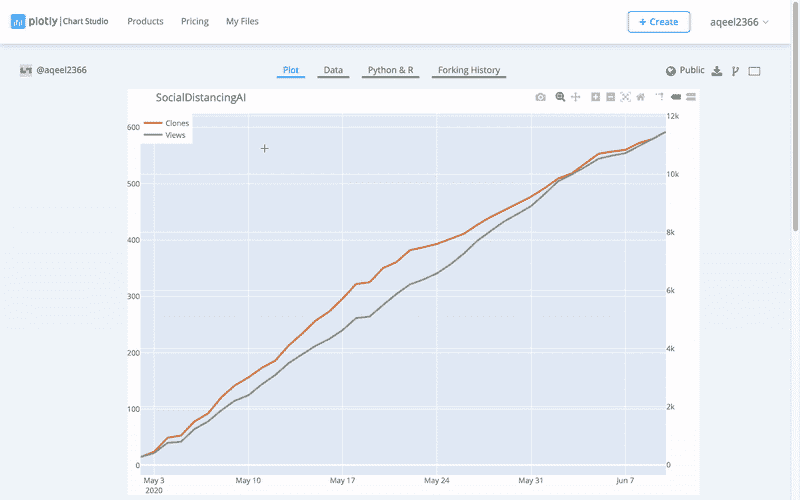 plotly | Chart Studio Products Pricing My Files + Create aqeel2366
@aqeel2366 Plot Data Python & R Forking History Public
SocialDistancingAI
Clones
Views
600
500
400
300
200
100
0
12k
10k
8k
6k
4k
2k
0
May 3 May 10 May 17 May 24 May 31 Jun 7
2020